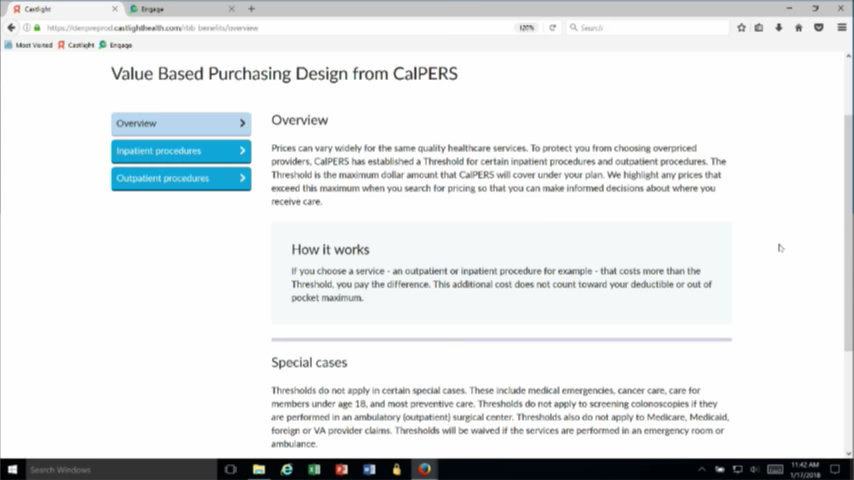 Castlight
Engage
https://denpreprod.castlighthealth.com/rbb_benefits/overview
120%
Search
Most Visited
Castlight
Engage
Value Based Purchasing Design from CalPERS
Overview
Inpatient procedures
Outpatient procedures
Overview
Prices can vary widely for the same quality healthcare services. To protect you from choosing overpriced
providers, CalPERS has established a Threshold for certain inpatient procedures and outpatient procedures. The
Threshold is the maximum dollar amount that CalPERS will cover under your plan. We highlight any prices that
exceed this maximum when you search for pricing so that you can make informed decisions about where you
receive care.
How it works
If you choose a service - an outpatient or inpatient procedure for example - that costs more than the
Threshold, you pay the difference. This additional cost does not count toward your deductible or out of
pocket maximum.
Special cases
Thresholds do not apply in certain special cases. These include medical emergencies, cancer care, care for
members under age 18, and most preventive care. Thresholds do not apply to screening colonoscopies if they
are performed in an ambulatory (outpatient) surgical center. Thresholds also do not apply to Medicare, Medicaid,
foreign or VA provider claims. Thresholds will be waived if the services are performed in an emergency room or
ambulance.
Search Windows
11:42 AM
1/17/2018